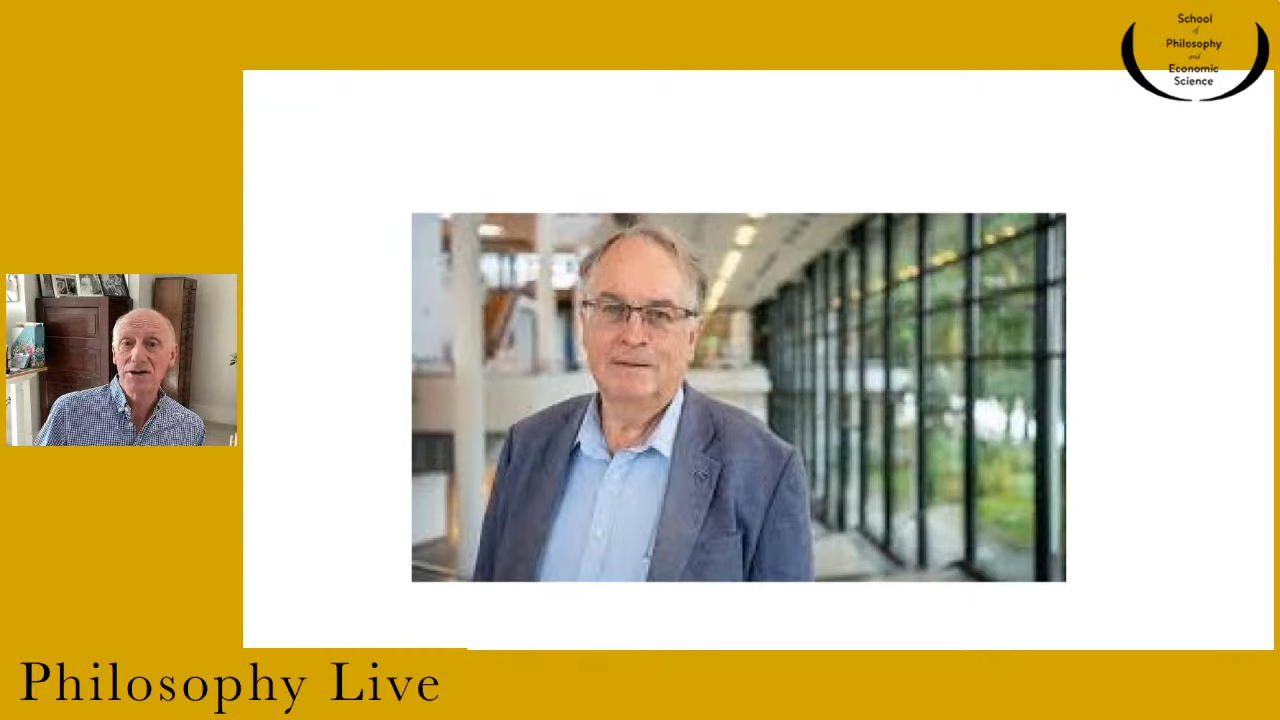 School
of
Philosophy
and
Economic
Science
Philosophy Live